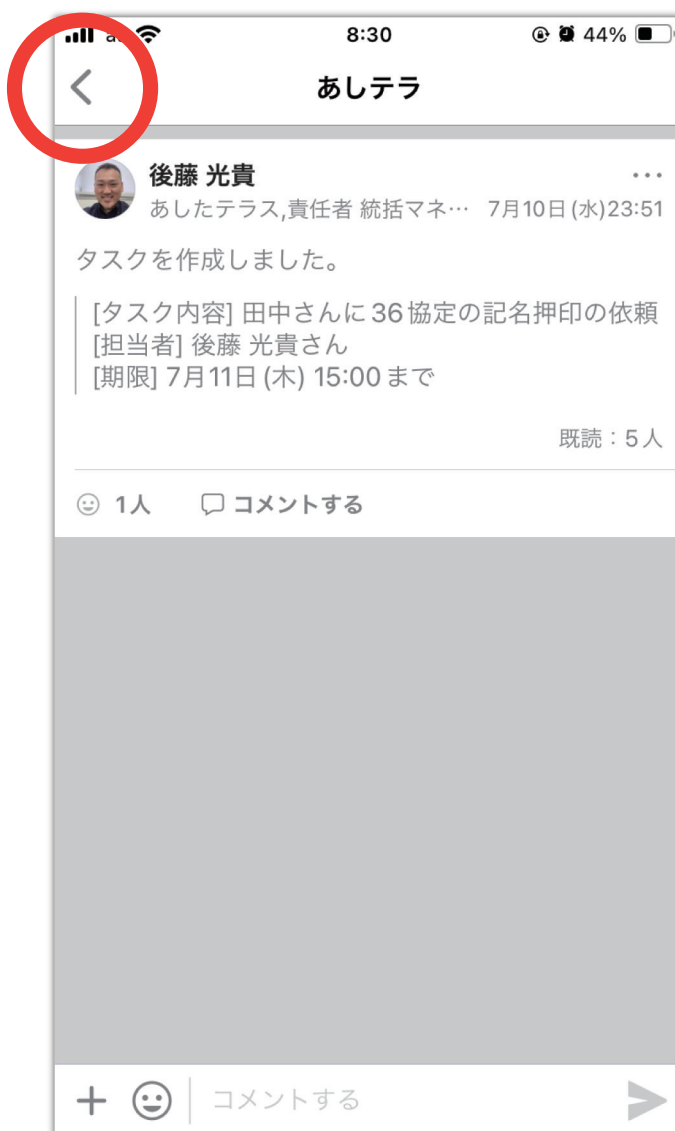 8:30
44%
あしテラ
後藤 光貴
あしたテラス,責任者 統括マネ… 7月10日(水)23:51
タスクを作成しました。
[タスク内容] 田中さんに36協定の記名押印の依頼
[担当者] 後藤 光貴さん
[期限] 7月11日 (木) 15:00まで
既読：5人
1人 コメントする
コメントする